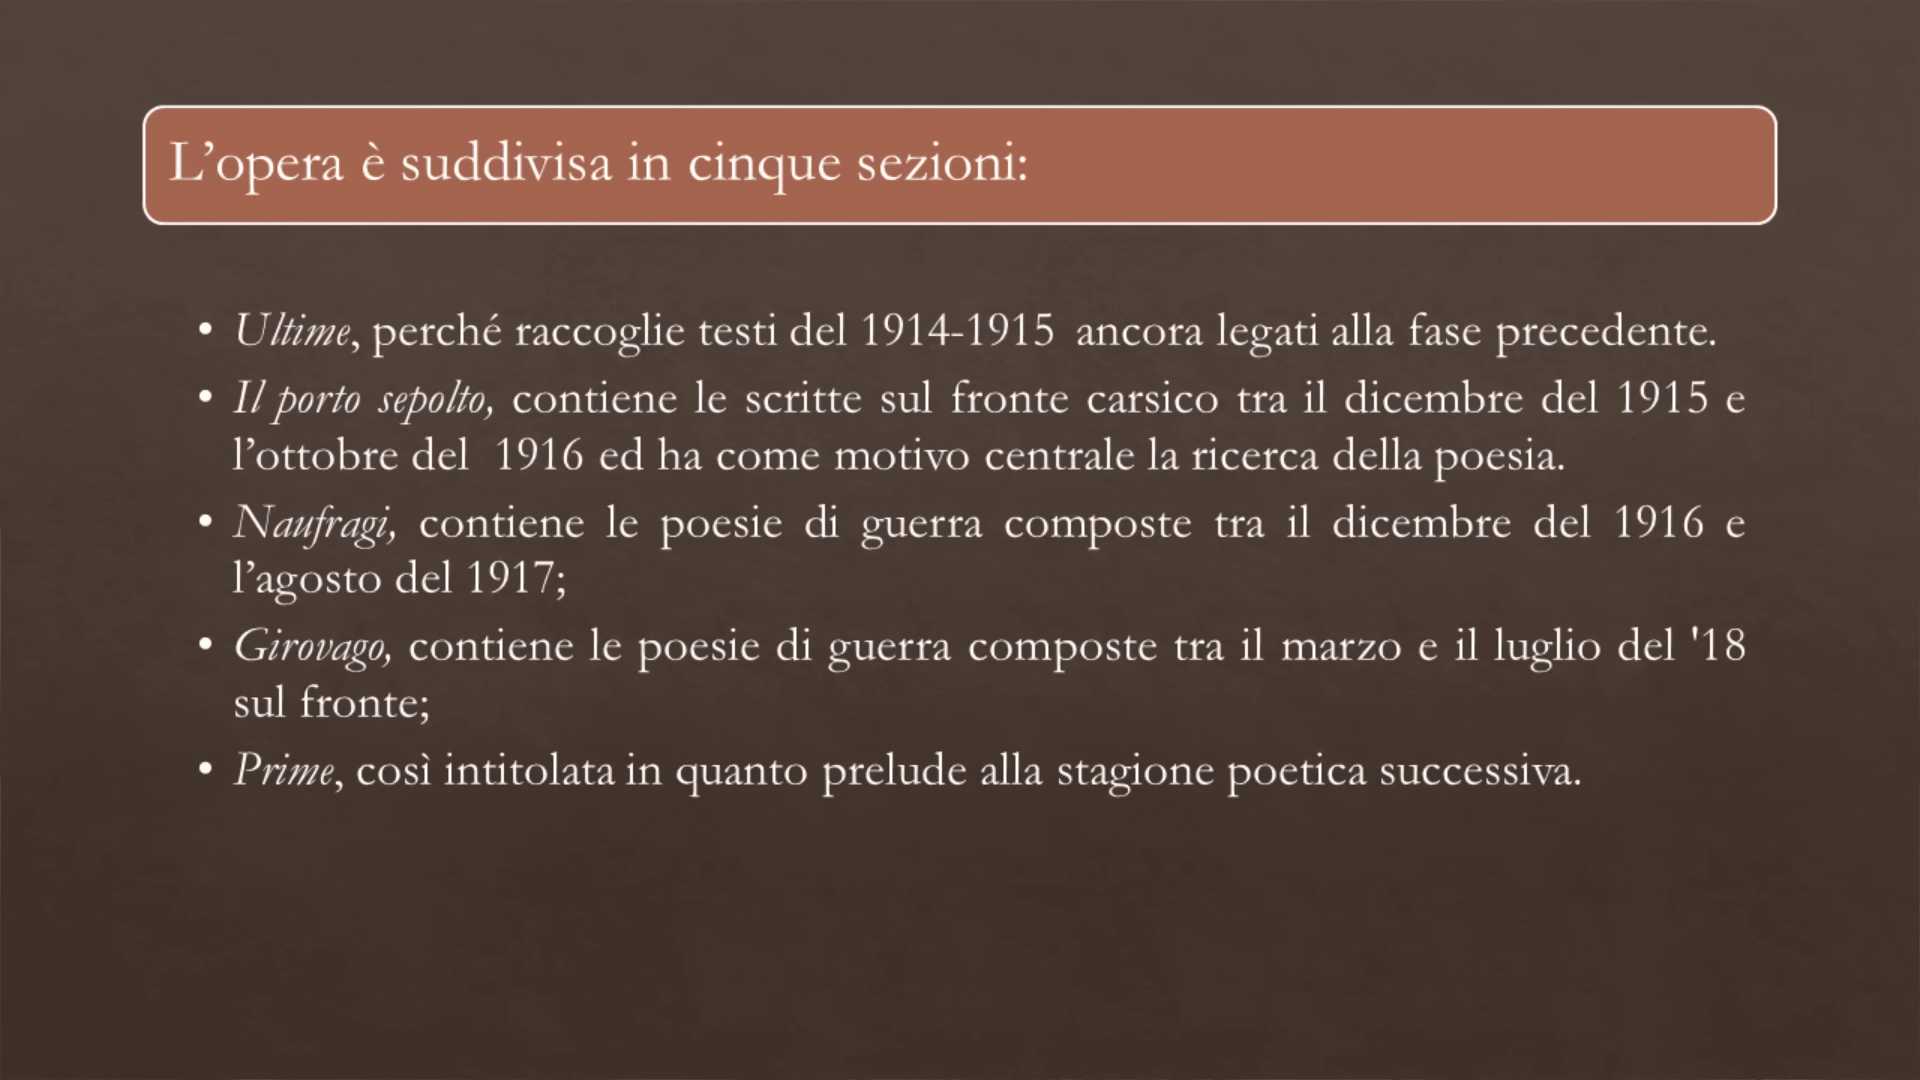 L’opera è suddivisa in cinque sezioni:
• Ultime, perché raccoglie testi del 1914-1915 ancora legati alla fase precedente.
• Il porto sepolto, contiene le scritte sul fronte carsico tra il dicembre del 1915 e
l’ottobre del 1916 ed ha come motivo centrale la ricerca della poesia.
• Naufragi, contiene le poesie di guerra composte tra il dicembre del 1916 e
l’agosto del 1917;
• Girovago, contiene le poesie di guerra composte tra il marzo e il luglio del '18
sul fronte;
• Prime, così intitolata in quanto prelude alla stagione poetica successiva.